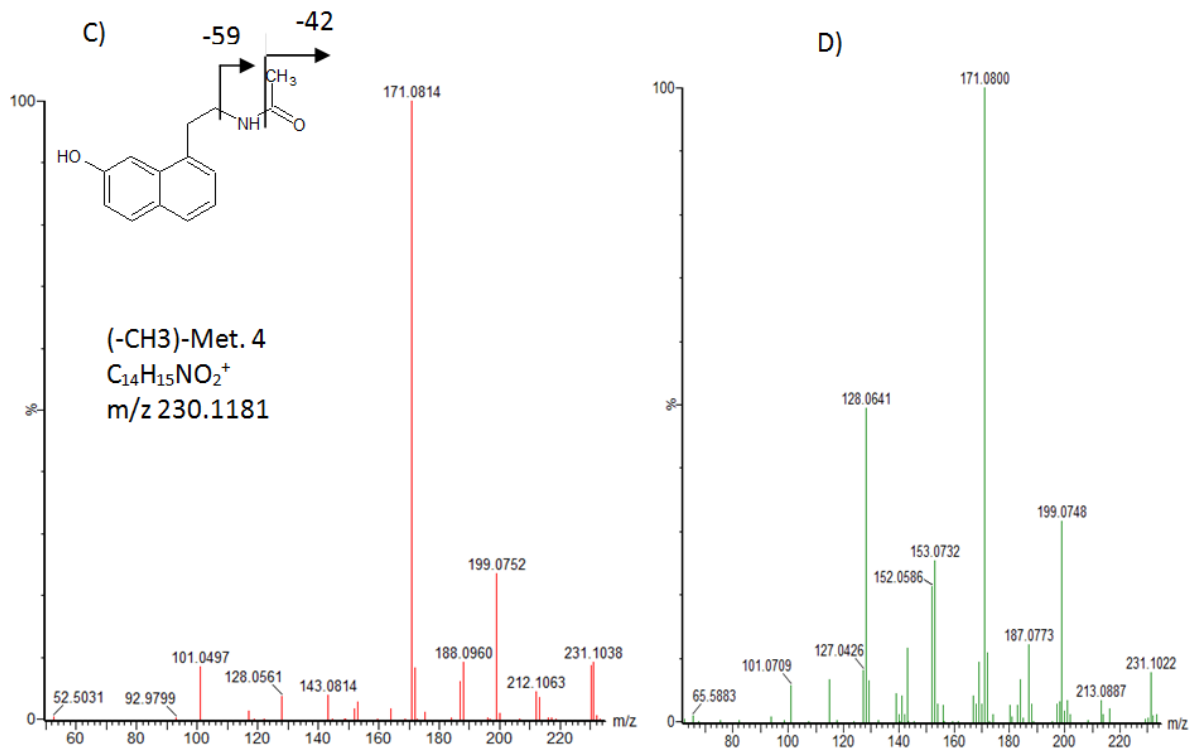 C)
-59
-42
CH₃
NH
O
HO
(-CH3)-Met. 4
C₁₄H₁₅NO₂⁺
m/z 230.1181
100
%
0
171.0814
199.0752
188.0960
231.1038
212.1063
101.0497
128.0561
143.0814
52.5031
92.9799
60 80 100 120 140 160 180 200 220 m/z
D)
100
%
0
171.0800
128.0641
199.0748
153.0732
152.0586
187.0773
127.0426
101.0709
65.5883
213.0887
231.1022
80 100 120 140 160 180 200 220 m/z